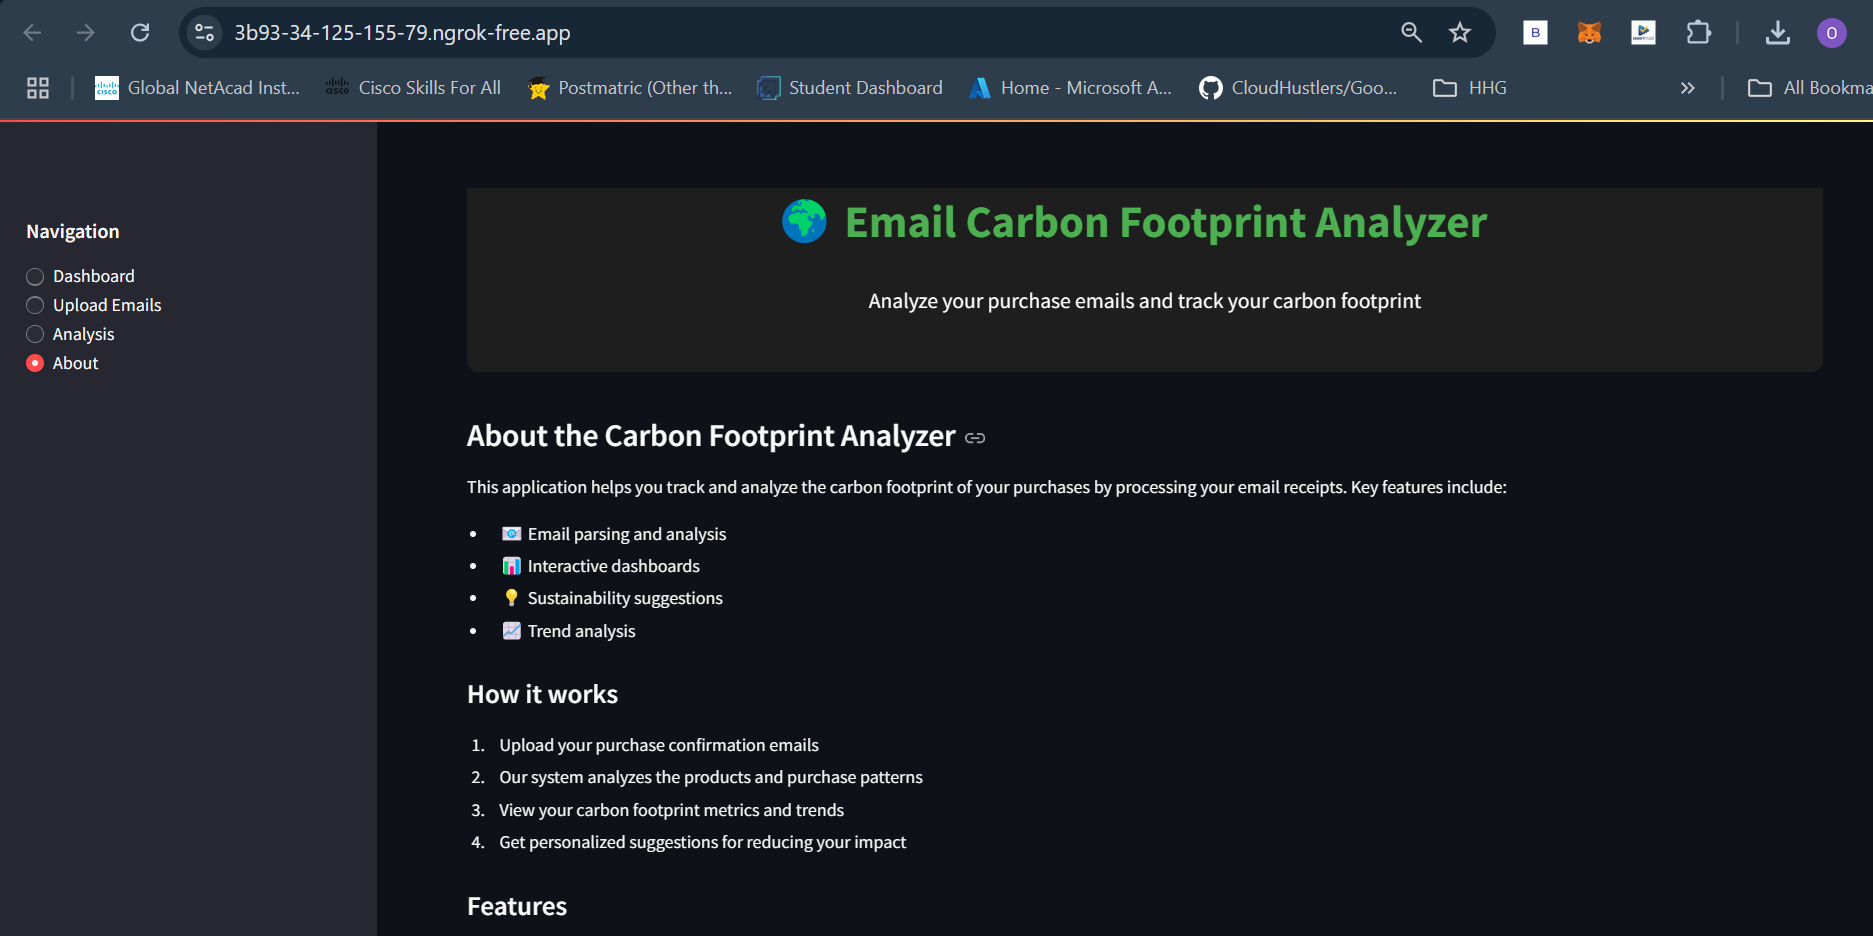 3b93-34-125-155-79.ngrok-free.app
B
O
Global NetAcad Inst...
Cisco Skills For All
Postmatric (Other th...
Student Dashboard
Home - Microsoft A...
CloudHustlers/Goo...
HHG
»
All Bookma
Navigation
Dashboard
Upload Emails
Analysis
About
Email Carbon Footprint Analyzer
Analyze your purchase emails and track your carbon footprint
About the Carbon Footprint Analyzer
This application helps you track and analyze the carbon footprint of your purchases by processing your email receipts. Key features include:
• Email parsing and analysis
• Interactive dashboards
• Sustainability suggestions
• Trend analysis
How it works
1. Upload your purchase confirmation emails
2. Our system analyzes the products and purchase patterns
3. View your carbon footprint metrics and trends
4. Get personalized suggestions for reducing your impact
Features